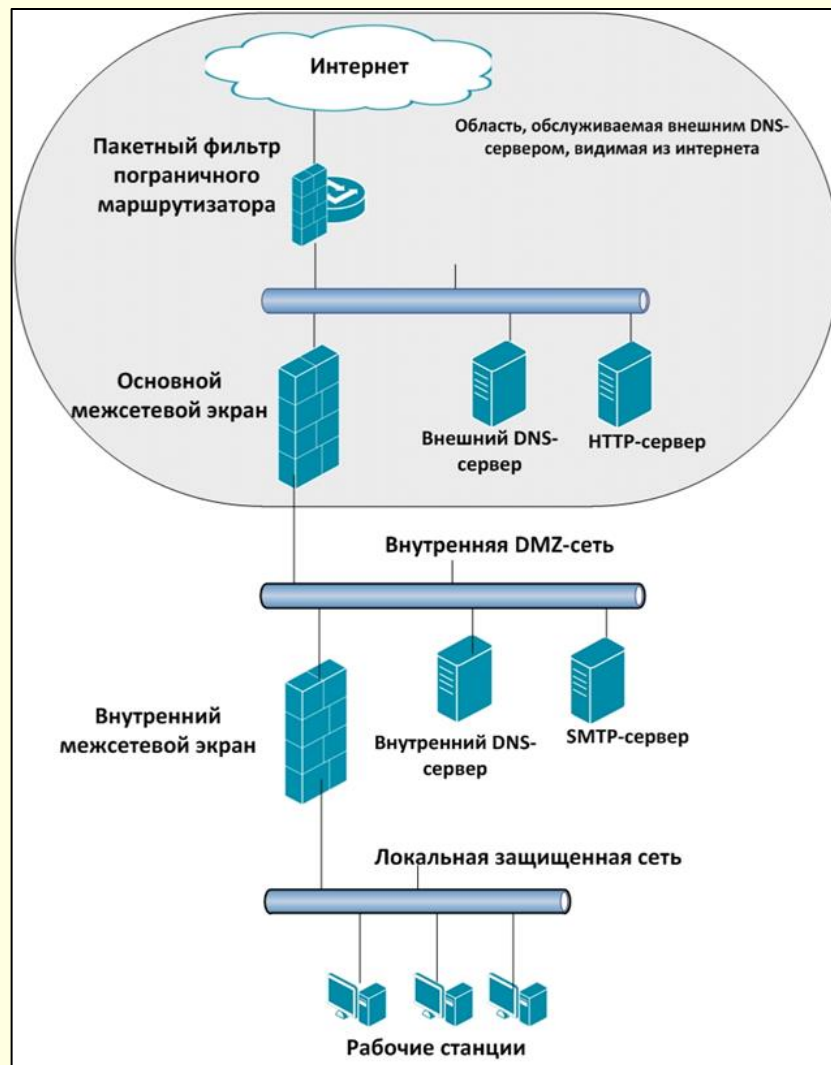 Интернет
Область, обслуживаемая внешним DNS-
сервером, видимая из интернета
Пакетный фильтр
пограничного
маршрутизатора
Основной
межсетевой экран
Внешний DNS-
сервер
HTTP-сервер
Внутренняя DMZ-сеть
Внутренний
межсетевой экран
Внутренний DNS-
сервер
SMTP-сервер
Локальная защищенная сеть
Рабочие станции